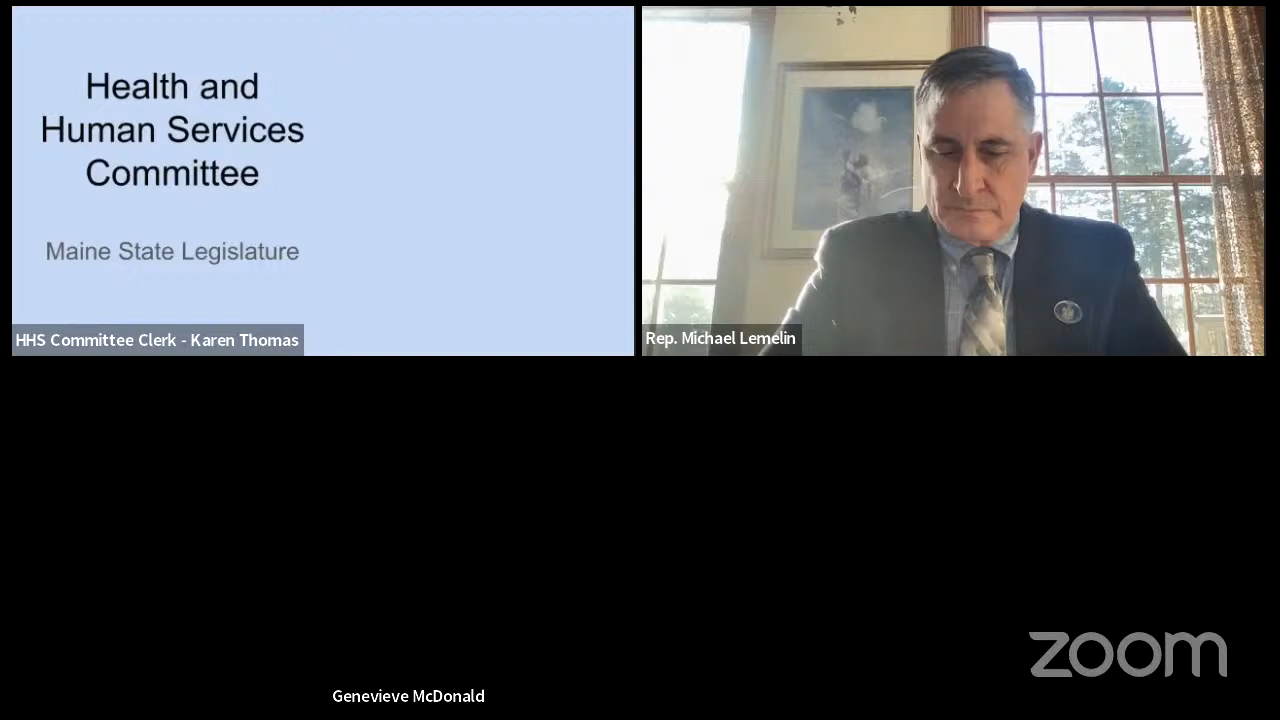 Health and
Human Services
Committee
Maine State Legislature
HHS Committee Clerk - Karen Thomas
Rep. Michael Lemelin
Genevieve McDonald
zoom